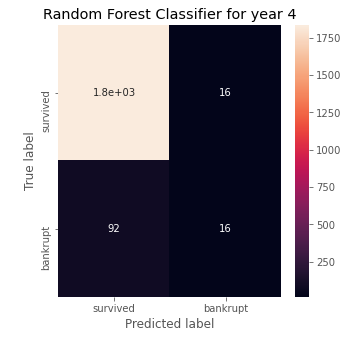 Random Forest Classifier for year 4
survived
bankrupt
True label
1.8e+03
16
92
16
survived
bankrupt
Predicted label
1750
1500
1250
1000
750
500
250